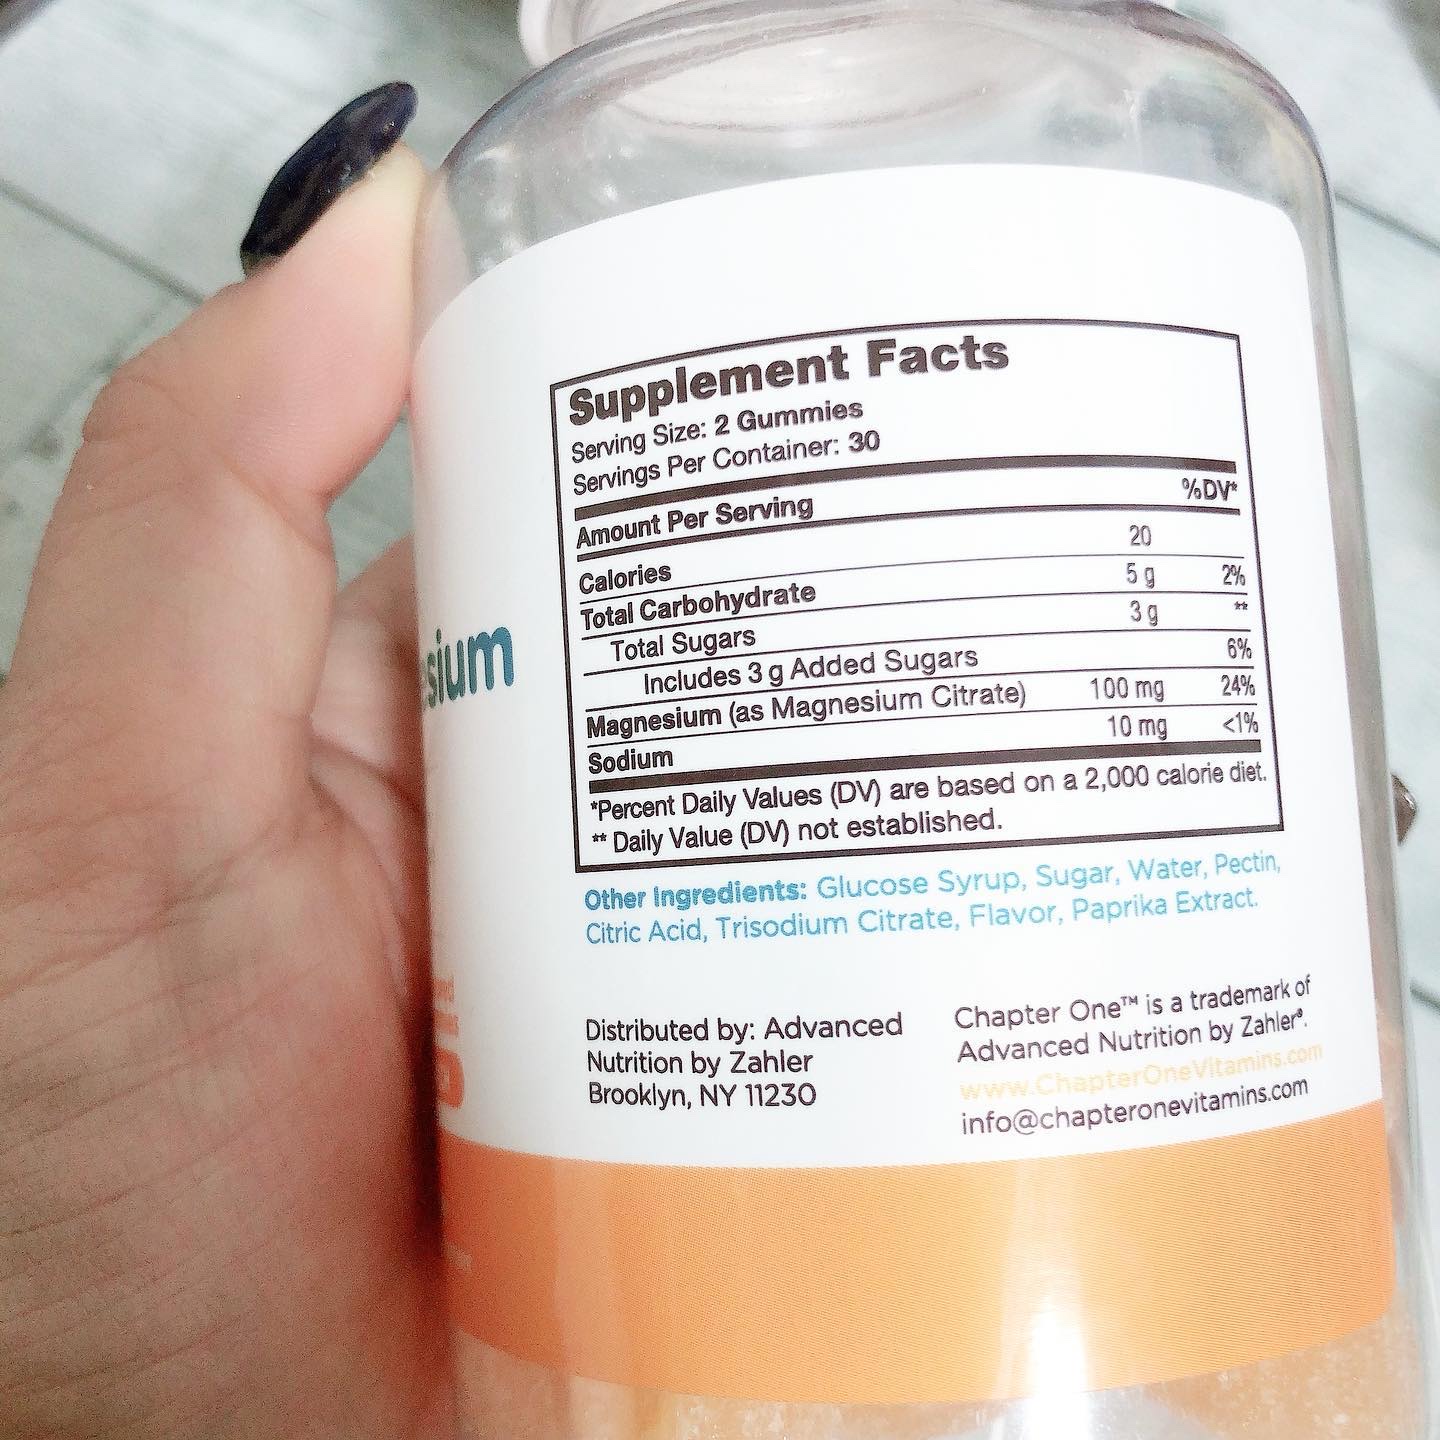 Supplement Facts
Serving Size: 2 Gummies
Servings Per Container: 30
Amount Per Serving %DV*
Calories 20
Total Carbohydrate 5 g 2%
Total Sugars 3 g **
Includes 3 g Added Sugars 6%
Magnesium (as Magnesium Citrate) 100 mg 24%
Sodium 10 mg <1%
*Percent Daily Values (DV) are based on a 2,000 calorie diet.
** Daily Value (DV) not established.
sium
Other Ingredients: Glucose Syrup, Sugar, Water, Pectin,
Citric Acid, Trisodium Citrate, Flavor, Paprika Extract.
Distributed by: Advanced
Nutrition by Zahler
Brooklyn, NY 11230
Chapter One™ is a trademark of
Advanced Nutrition by Zahler®.
www.ChapterOneVitamins.com
info@chapteronevitamins.com